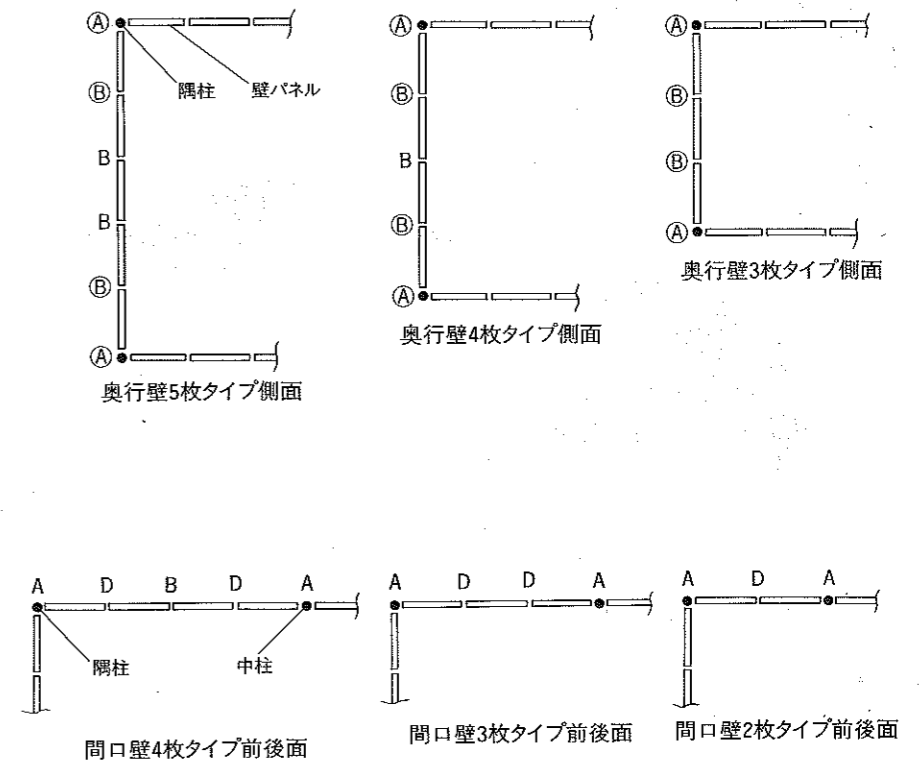 Ⓐ
隅柱
壁パネル
Ⓑ
B
B
Ⓑ
Ⓐ
奥行壁5枚タイプ側面
Ⓐ
Ⓑ
B
Ⓑ
Ⓐ
奥行壁4枚タイプ側面
Ⓐ
Ⓑ
Ⓑ
Ⓐ
奥行壁3枚タイプ側面
A D B D A
隅柱
中柱
間口壁4枚タイプ前後面
A D D A
間口壁3枚タイプ前後面
A D A
間口壁2枚タイプ前後面